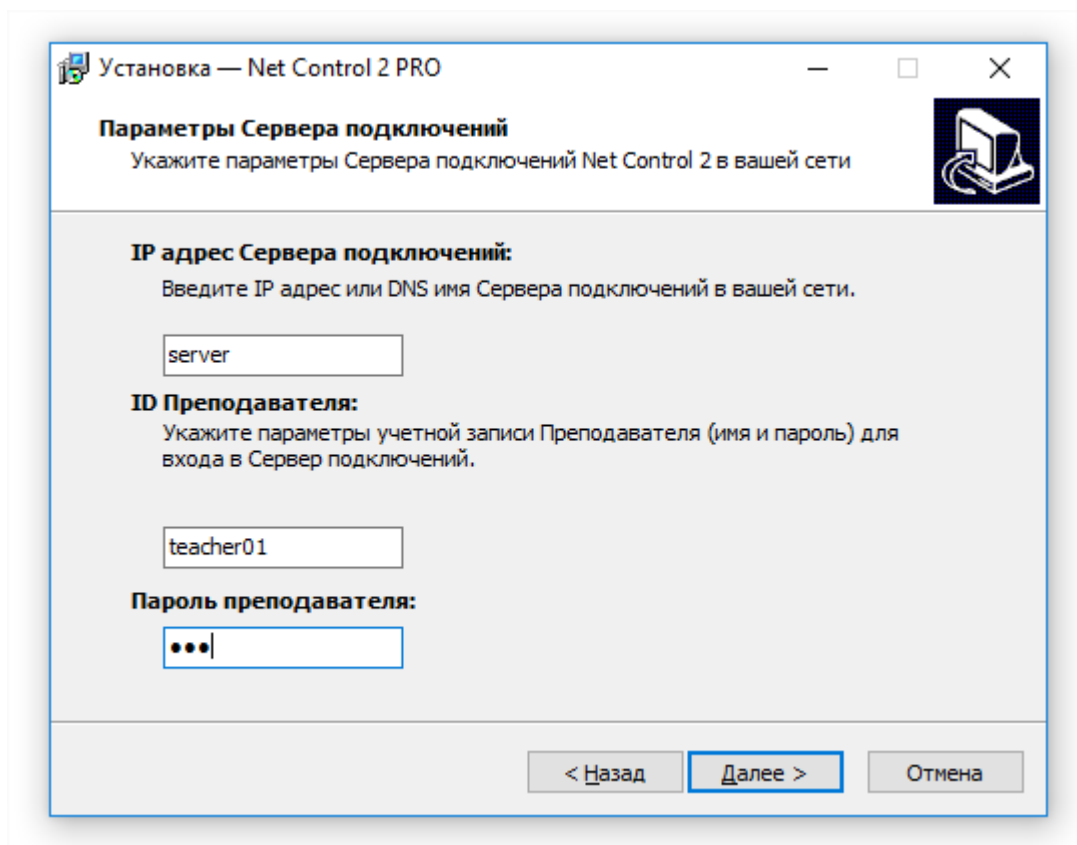 Установка — Net Control 2 PRO
Параметры Сервера подключений
Укажите параметры Сервера подключений Net Control 2 в вашей сети
IP адрес Сервера подключений:
Введите IP адрес или DNS имя Сервера подключений в вашей сети.
server
ID Преподавателя:
Укажите параметры учетной записи Преподавателя (имя и пароль) для
входа в Сервер подключений.
teacher01
Пароль преподавателя:
●●●
< Назад Далее > Отмена